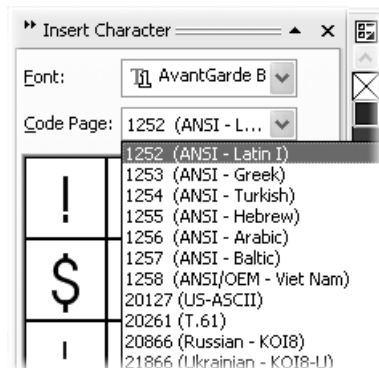 Insert Character
Font: AvantGarde B
Code Page: 1252 (ANSI - L...
1252 (ANSI - Latin I)
1253 (ANSI - Greek)
1254 (ANSI - Turkish)
1255 (ANSI - Hebrew)
1256 (ANSI - Arabic)
1257 (ANSI - Baltic)
1258 (ANSI/OEM - Viet Nam)
20127 (US-ASCII)
20261 (T.61)
20866 (Russian - KOI8)
21866 (Ukrainian - KOI8-U)
!
$
'